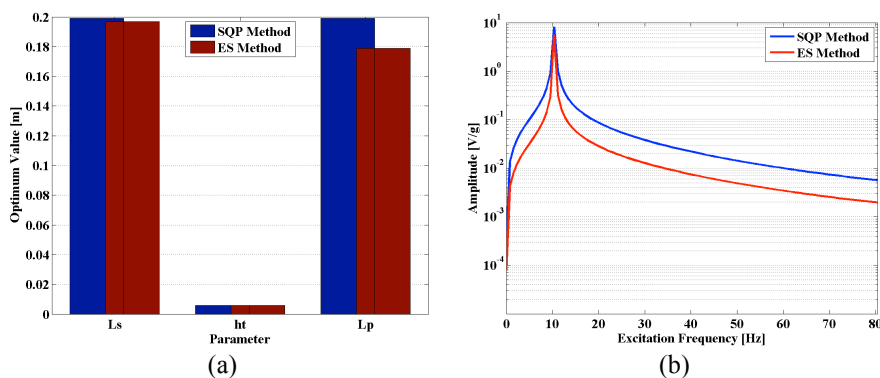 0.2
0.18
0.16
0.14
0.12
0.1
0.08
0.06
0.04
0.02
0
Optimum Value [m]
SQP Method
ES Method
Ls ht Lp
Parameter
(a)
10^1
10^0
10^-1
10^-2
10^-3
10^-4
Amplitude [V/g]
SQP Method
ES Method
0 10 20 30 40 50 60 70 80
Excitation Frequency [Hz]
(b)